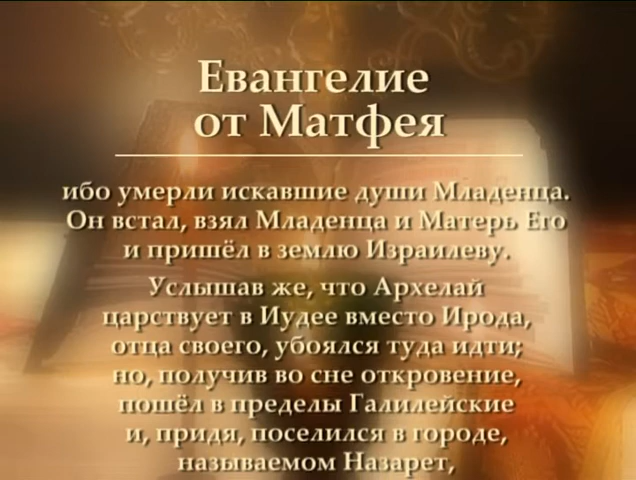 Евангелие
от Матфея
ибо умерли искавшие души Младенца.
Он встал, взял Младенца и Матерь Его
и пришёл в землю Израилеву.
Услышав же, что Архелай
царствует в Иудее вместо Ирода,
отца своего, убоялся туда идти;
но, получив во сне откровение,
пошёл в пределы Галилейские
и, придя, поселился в городе,
называемом Назарет,